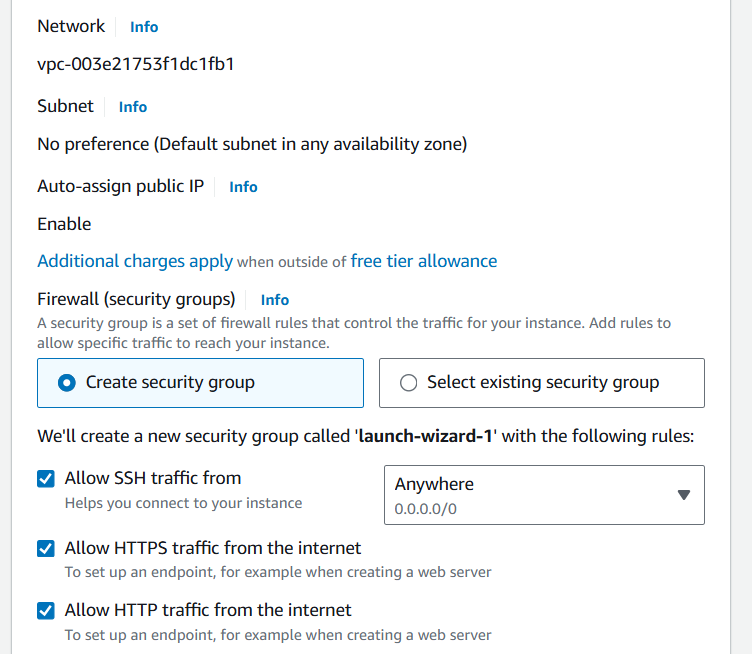 Network Info
vpc-003e21753f1dc1fb1
Subnet Info
No preference (Default subnet in any availability zone)
Auto-assign public IP Info
Enable
Additional charges apply when outside of free tier allowance
Firewall (security groups) Info
A security group is a set of firewall rules that control the traffic for your instance. Add rules to
allow specific traffic to reach your instance.
Create security group
Select existing security group
We'll create a new security group called 'launch-wizard-1' with the following rules:
Allow SSH traffic from
Helps you connect to your instance
Anywhere
0.0.0.0/0
Allow HTTPS traffic from the internet
To set up an endpoint, for example when creating a web server
Allow HTTP traffic from the internet
To set up an endpoint, for example when creating a web server